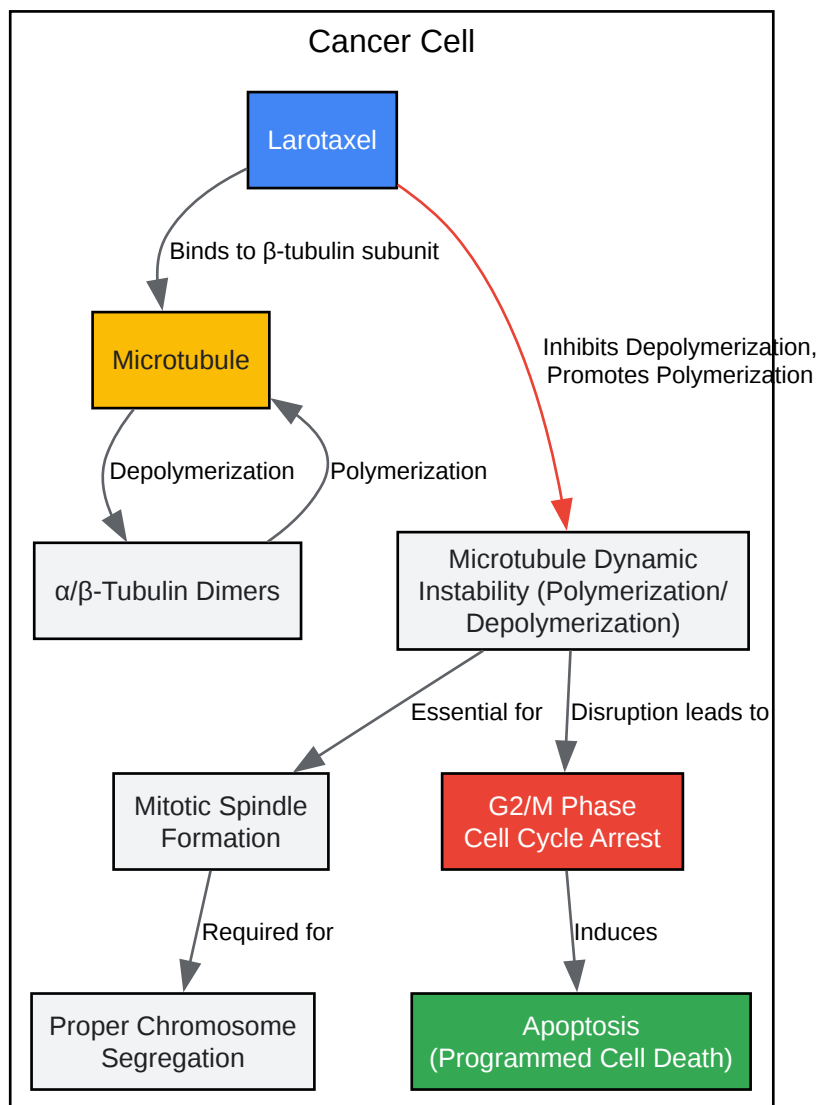 Cancer Cell
Larotaxel
Binds to β-tubulin subunit
Microtubule
Inhibits Depolymerization,
Promotes Polymerization
Depolymerization
Polymerization
α/β-Tubulin Dimers
Microtubule Dynamic
Instability (Polymerization/
Depolymerization)
Essential for
Disruption leads to
Mitotic Spindle
Formation
G2/M Phase
Cell Cycle Arrest
Required for
Induces
Proper Chromosome
Segregation
Apoptosis
(Programmed Cell Death)